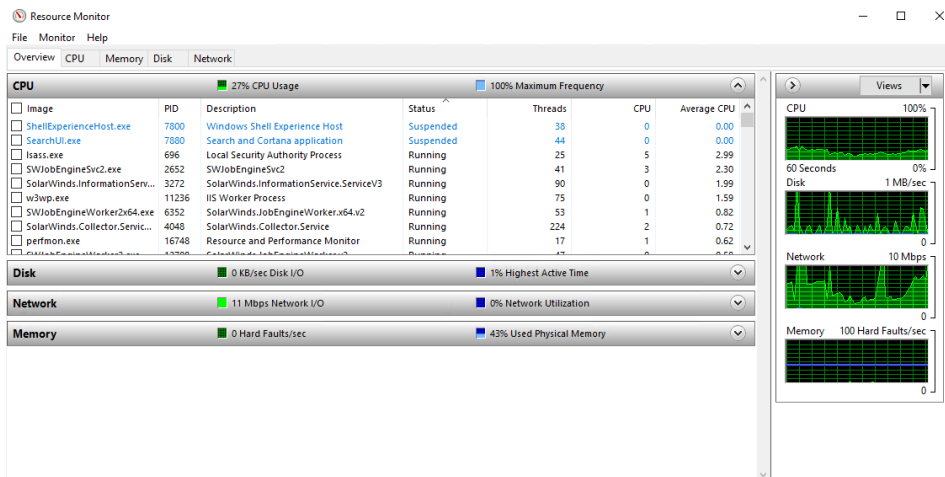 Resource Monitor
File Monitor Help
Overview CPU Memory Disk Network
CPU 27% CPU Usage 100% Maximum Frequency
Image PID Description Status Threads CPU Average CPU
ShellExperienceHost.exe 7800 Windows Shell Experience Host Suspended 38 0 0.00
SearchUI.exe 7880 Search and Cortana application Suspended 44 0 0.00
lsass.exe 696 Local Security Authority Process Running 25 5 2.99
SWJobEngineSvc2.exe 2652 SWJobEngineSvc2 Running 41 3 2.30
SolarWinds.InformationServ... 3272 SolarWinds.InformationService.ServiceV3 Running 90 0 1.99
w3wp.exe 11236 IIS Worker Process Running 75 0 1.59
SWJobEngineWorker2x64.exe 6352 SolarWinds.JobEngineWorker.x64.v2 Running 53 1 0.82
SolarWinds.Collector.Servic... 4048 SolarWinds.Collector.Service Running 224 2 0.72
perfmon.exe 16748 Resource and Performance Monitor Running 17 1 0.62
Disk 0 KB/sec Disk I/O 1% Highest Active Time
Network 11 Mbps Network I/O 0% Network Utilization
Memory 0 Hard Faults/sec 43% Used Physical Memory
Views
CPU 100%
60 Seconds 0%
Disk 1 MB/sec
0
Network 10 Mbps
0
Memory 100 Hard Faults/sec
0